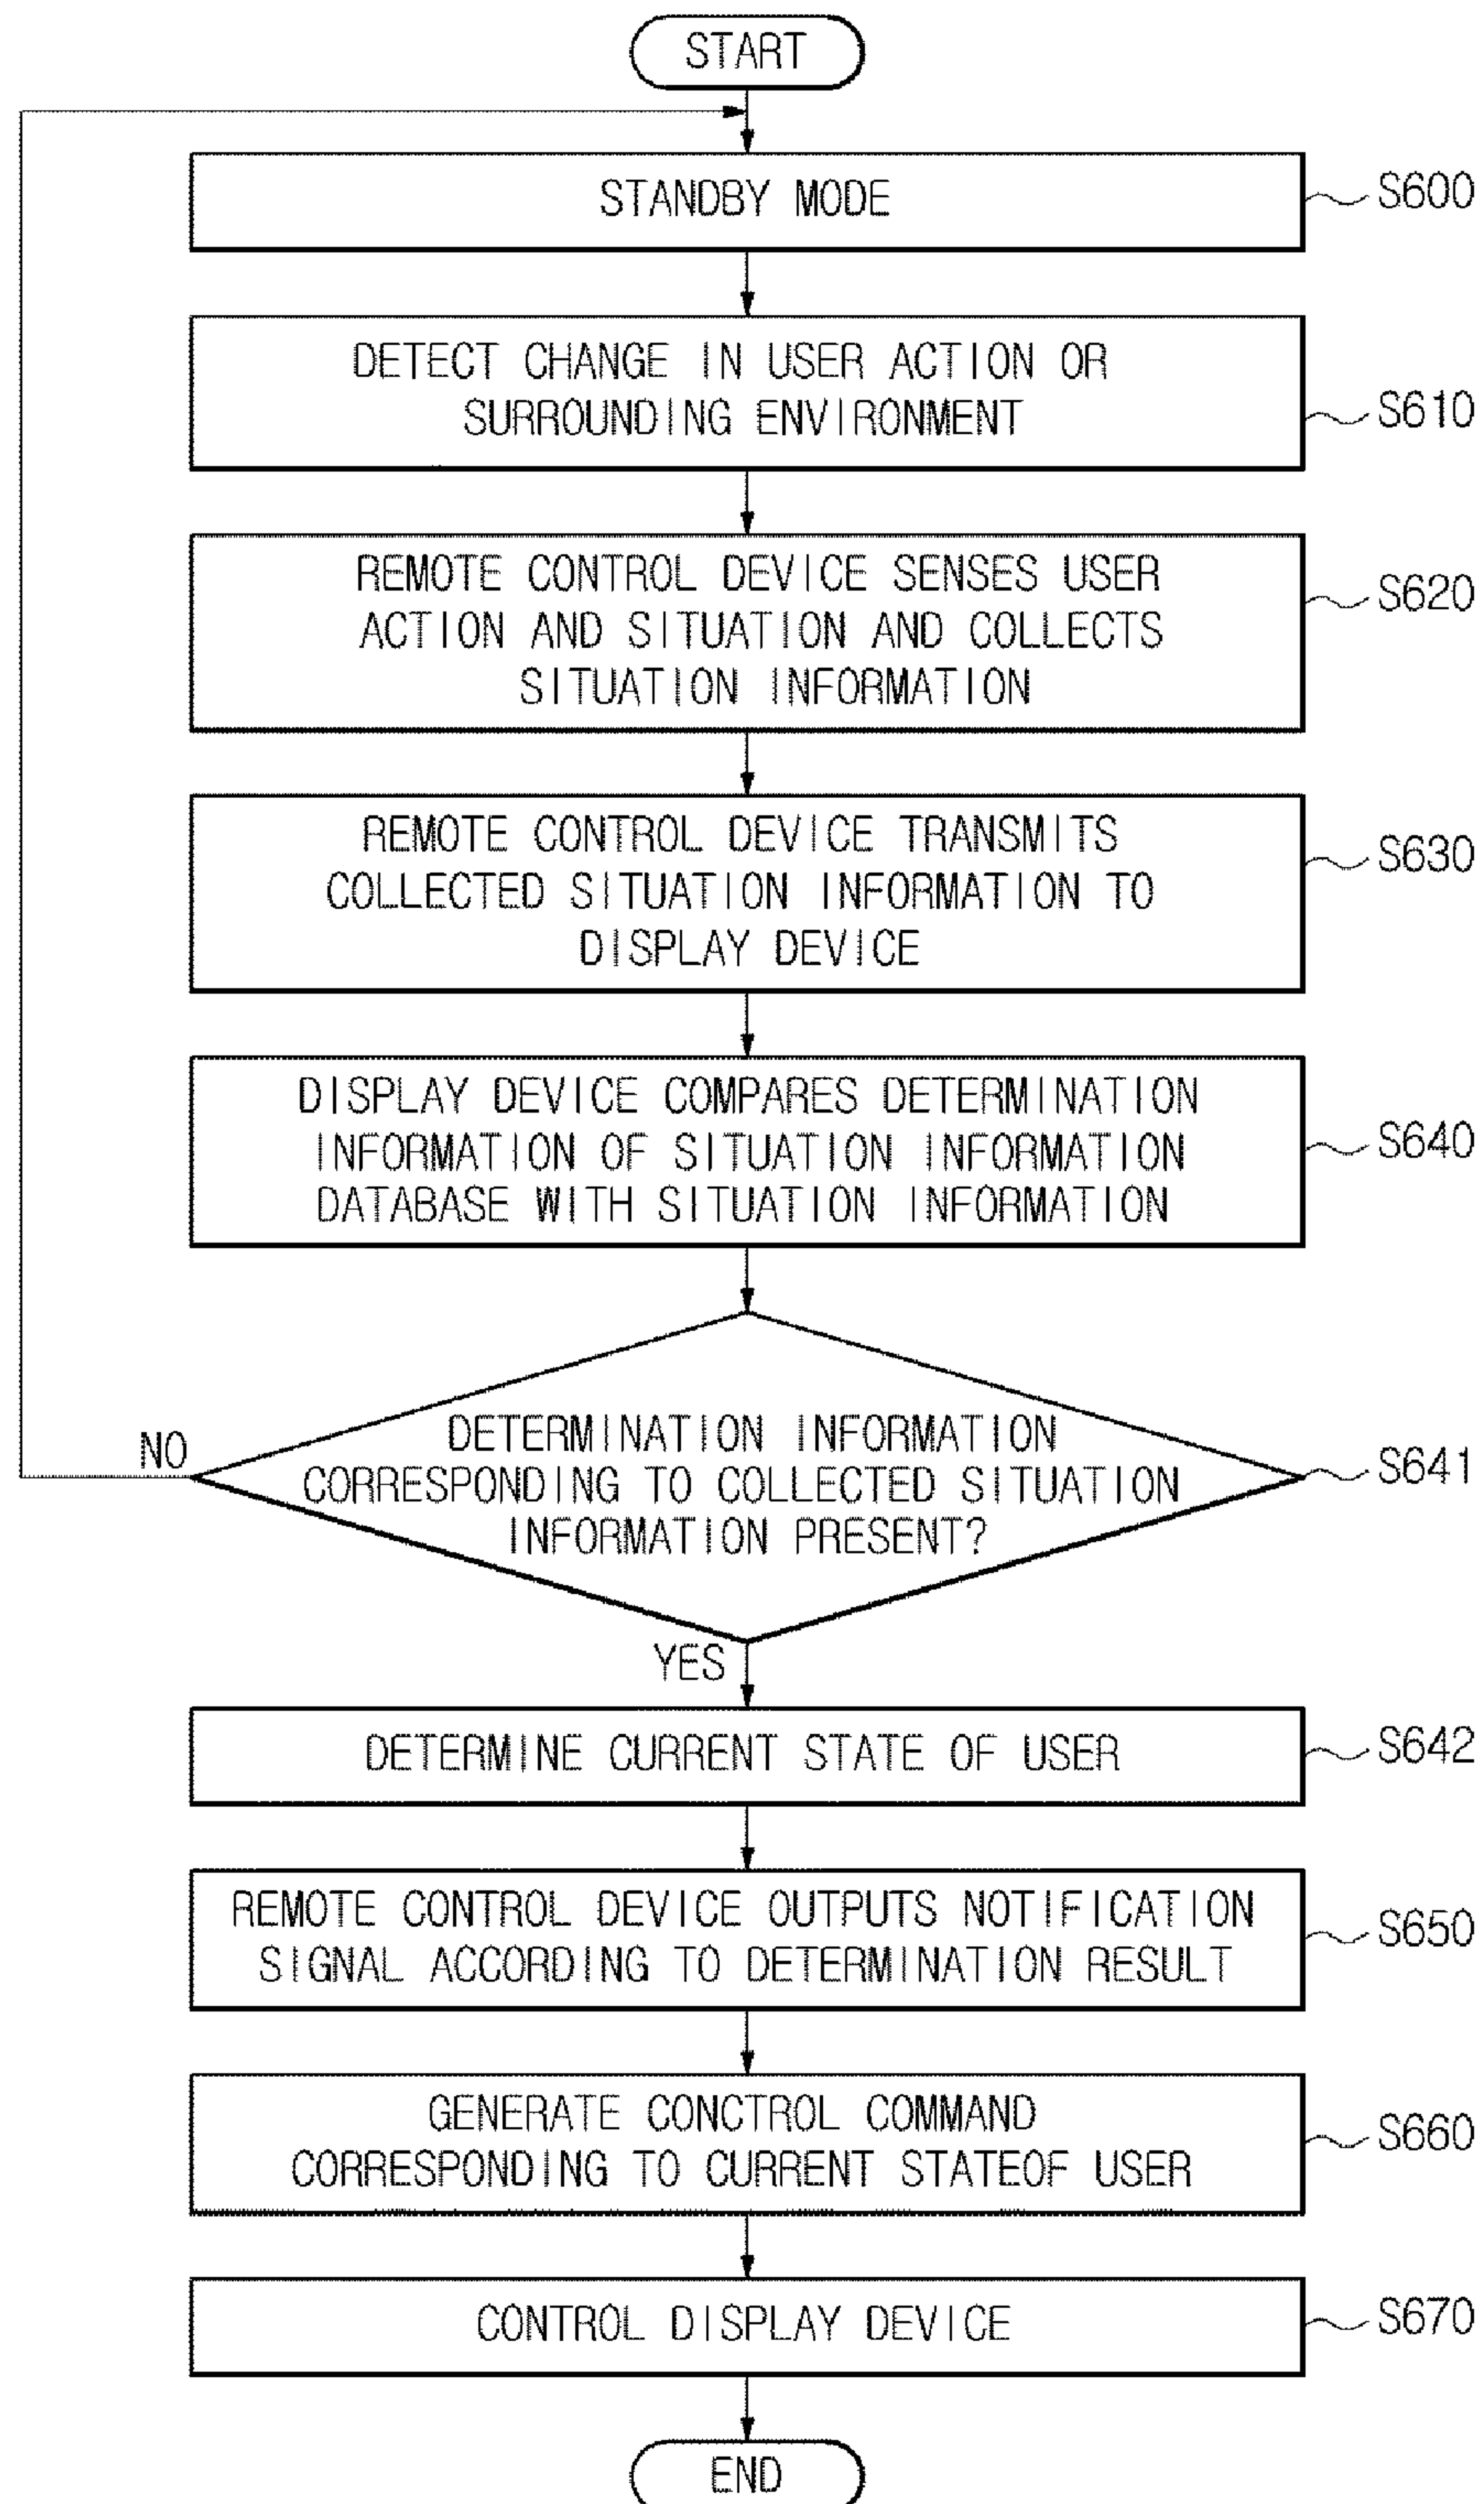 START
STANDBY MODE
S600
DETECT CHANGE IN USER ACTION OR
SURROUNDING ENVIRONMENT
S610
REMOTE CONTROL DEVICE SENSES USER
ACTION AND SITUATION AND COLLECTS
SITUATION INFORMATION
S620
REMOTE CONTROL DEVICE TRANSMITS
COLLECTED SITUATION INFORMATION TO
DISPLAY DEVICE
S630
DISPLAY DEVICE COMPARES DETERMINATION
INFORMATION OF SITUATION INFORMATION
DATABASE WITH SITUATION INFORMATION
S640
NO
DETERMINATION INFORMATION
CORRESPONDING TO COLLECTED SITUATION
INFORMATION PRESENT?
S641
YES
DETERMINE CURRENT STATE OF USER
S642
REMOTE CONTROL DEVICE OUTPUTS NOTIFICATION
SIGNAL ACCORDING TO DETERMINATION RESULT
S650
GENERATE CONCTROL COMMAND
CORRESPONDING TO CURRENT STATEOF USER
S660
CONTROL DISPLAY DEVICE
S670
END